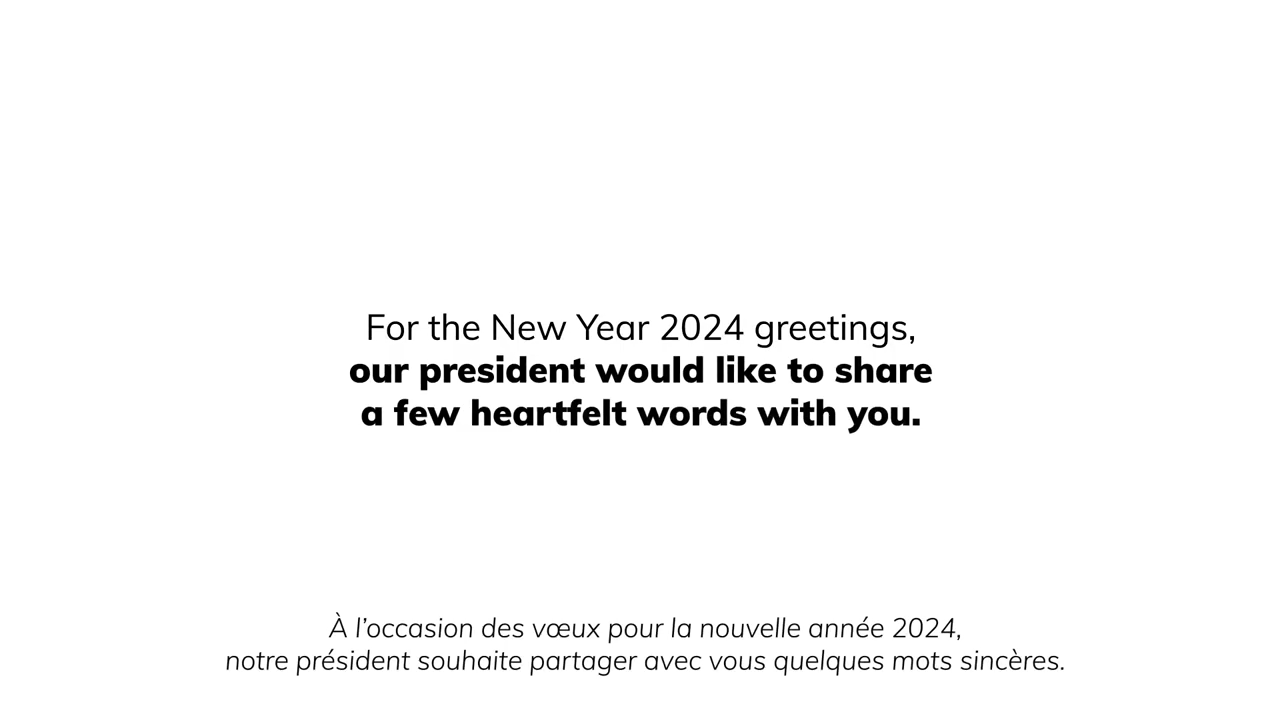 For the New Year 2024 greetings,
our president would like to share
a few heartfelt words with you.
À l’occasion des vœux pour la nouvelle année 2024,
notre président souhaite partager avec vous quelques mots sincères.